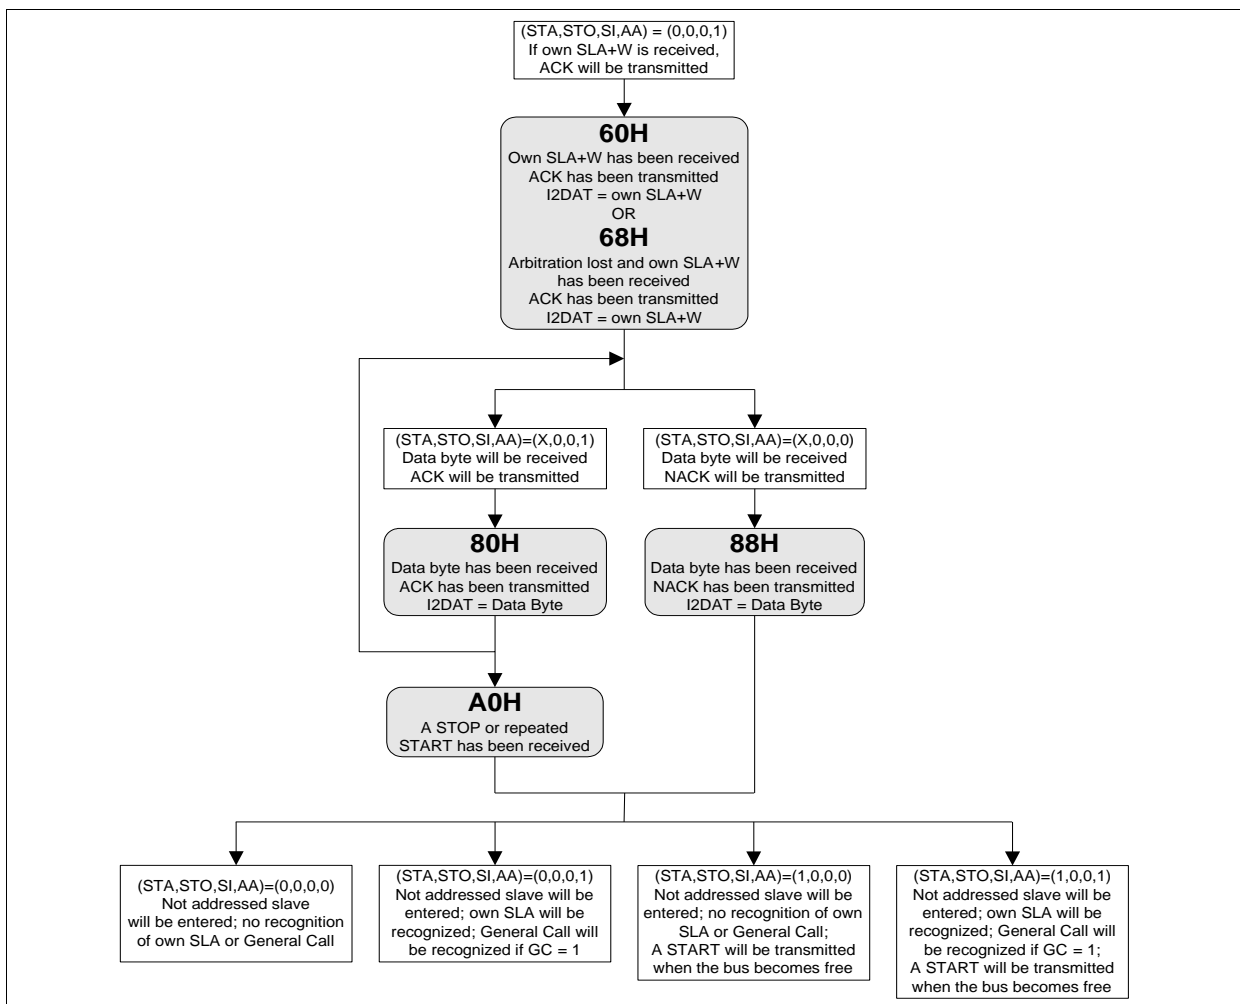 (STA,STO,SI,AA) = (0,0,0,1)
If own SLA+W is received,
ACK will be transmitted
60H
Own SLA+W has been received
ACK has been transmitted
I2DAT = own SLA+W
OR
68H
Arbitration lost and own SLA+W
has been received
ACK has been transmitted
I2DAT = own SLA+W
(STA,STO,SI,AA)=(X,0,0,1)
Data byte will be received
ACK will be transmitted
(STA,STO,SI,AA)=(X,0,0,0)
Data byte will be received
NACK will be transmitted
80H
Data byte has been received
ACK has been transmitted
I2DAT = Data Byte
88H
Data byte has been received
NACK has been transmitted
I2DAT = Data Byte
A0H
A STOP or repeated
START has been received
(STA,STO,SI,AA)=(0,0,0,0)
Not addressed slave
will be entered; no recognition
of own SLA or General Call
(STA,STO,SI,AA)=(0,0,0,1)
Not addressed slave will be
entered; own SLA will be
recognized; General Call will
be recognized if GC = 1
(STA,STO,SI,AA)=(1,0,0,0)
Not addressed slave will be
entered; no recognition of own
SLA or General Call;
A START will be transmitted
when the bus becomes free
(STA,STO,SI,AA)=(1,0,0,1)
Not addressed slave will be
entered; own SLA will be
recognized; General Call will
be recognized if GC = 1;
A START will be transmitted
when the bus becomes free